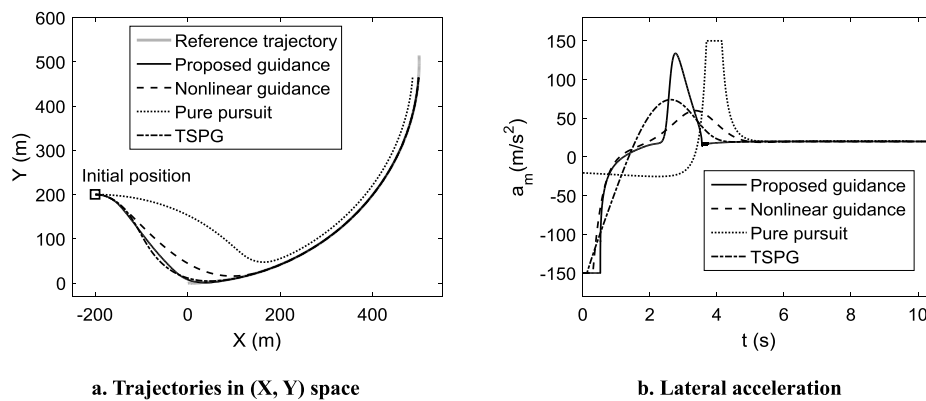 600
500
400
300
200
100
0
Y (m)
Reference trajectory
Proposed guidance
Nonlinear guidance
Pure pursuit
TSPG
Initial position
-200 0 200 400
X (m)
a. Trajectories in (X, Y) space
150
100
50
0
-50
-100
-150
a_m(m/s²)
Proposed guidance
Nonlinear guidance
Pure pursuit
TSPG
0 2 4 6 8 10
t (s)
b. Lateral acceleration